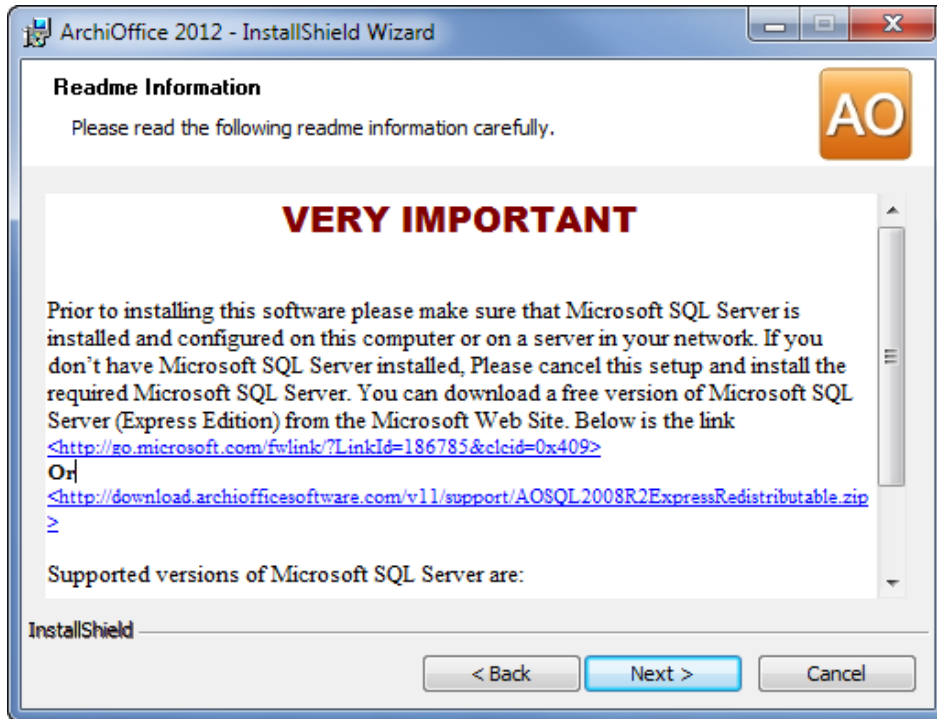 ArchiOffice 2012 - InstallShield Wizard
Readme Information
Please read the following readme information carefully.
AO
VERY IMPORTANT
Prior to installing this software please make sure that Microsoft SQL Server is
installed and configured on this computer or on a server in your network. If you
don’t have Microsoft SQL Server installed, Please cancel this setup and install the
required Microsoft SQL Server. You can download a free version of Microsoft SQL
Server (Express Edition) from the Microsoft Web Site. Below is the link
<http://go.microsoft.com/fwlink/?LinkId=186785&clcid=0x409>
Or
<http://download.archiofficesoftware.com/v11/support/AOSQL2008R2ExpressRedistributable.zip
>
Supported versions of Microsoft SQL Server are:
InstallShield
< Back
Next >
Cancel